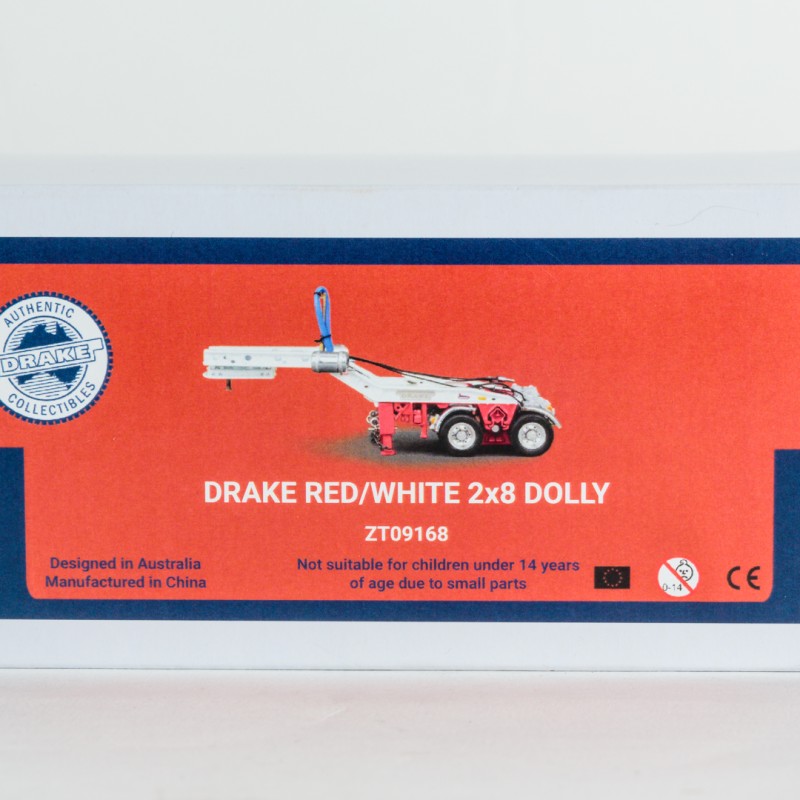 AUTHENTIC
DRAKE
COLLECTIBLES
DRAKE RED/WHITE 2x8 DOLLY
ZT09168
Designed in Australia
Manufactured in China
Not suitable for children under 14 years
of age due to small parts
0-14
CE